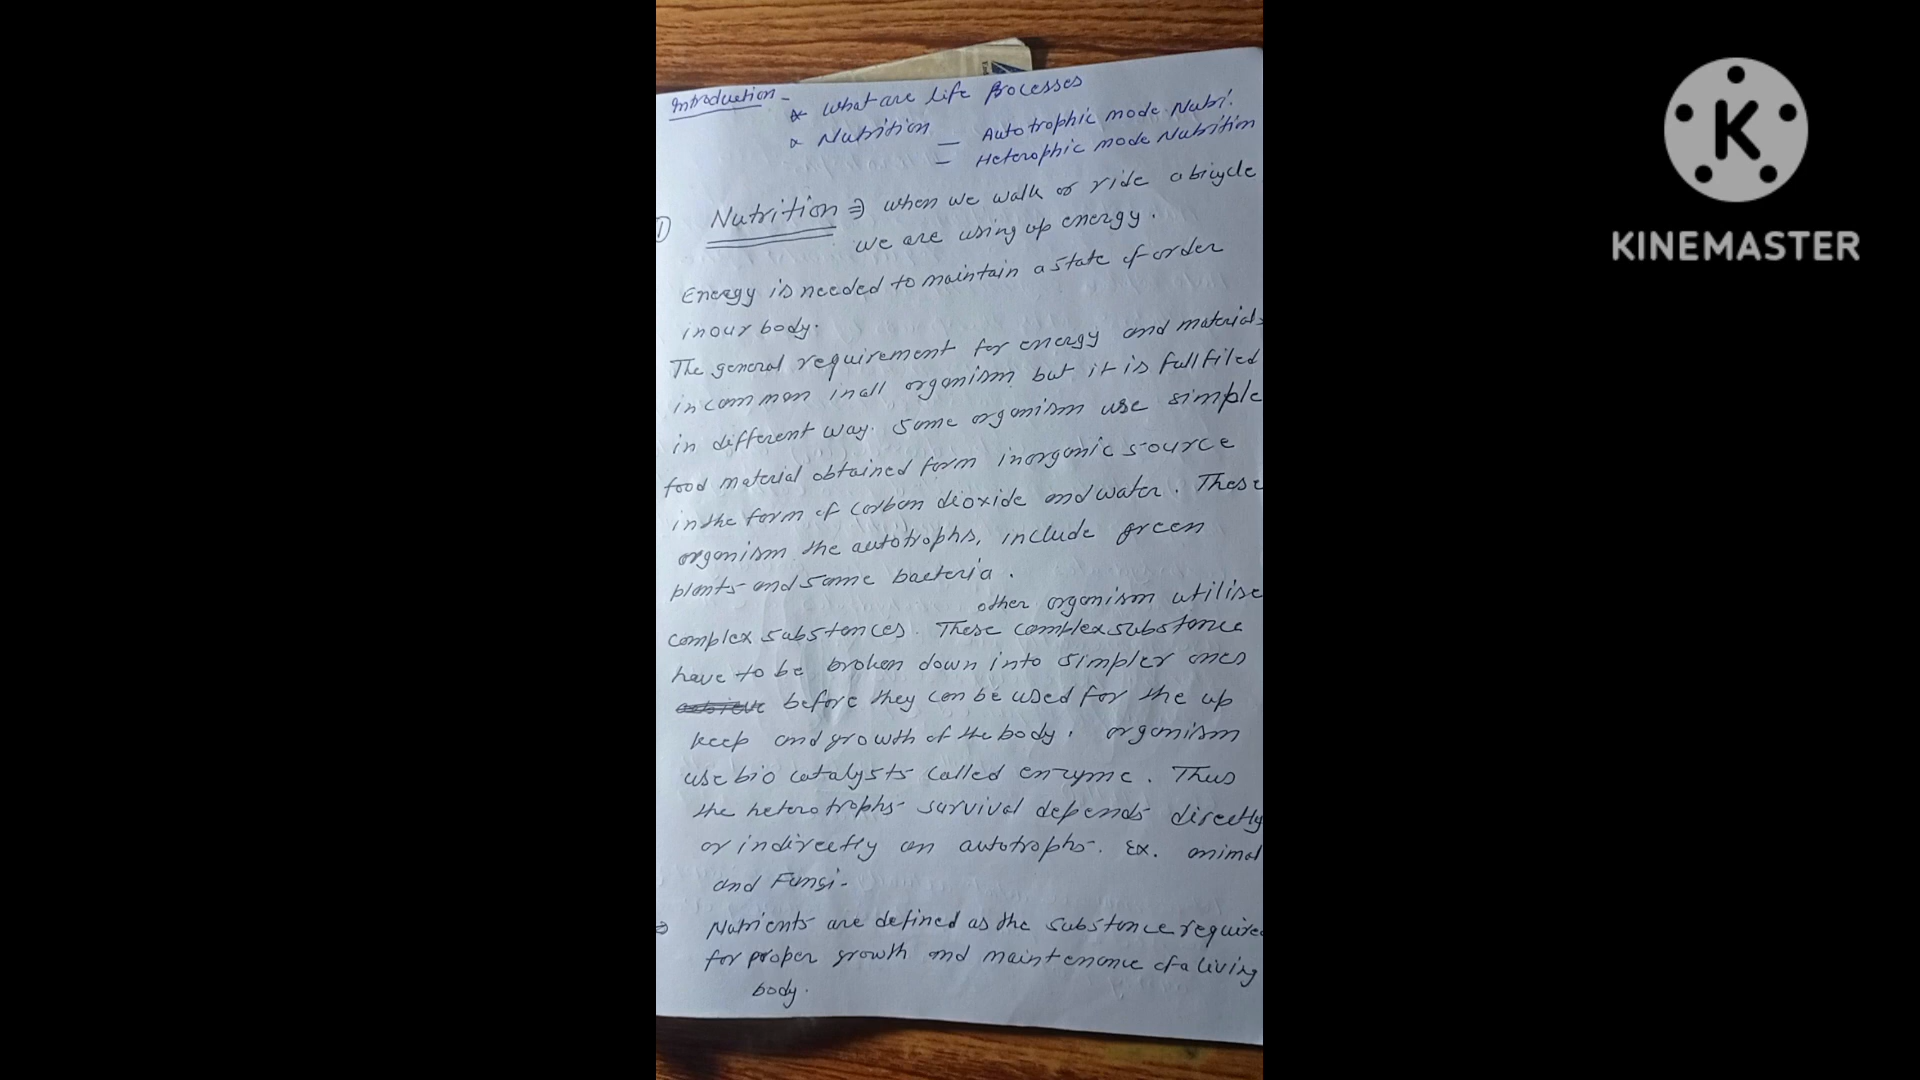 Introduction -
* What are life Processes
* Nutrition - Autotrophic mode Nutri.
- Heterophic mode Nutrition
1) Nutrition ⇒ when we walk or ride a bicycle
we are using up energy.
Energy is needed to maintain a state of order
in our body.
The general requirement for energy and materials
in common in all organism but it is fullfiled
in different way. Some organism use simple
food material obtained form inorganic source
in the form of carbon dioxide and water. These
organism the autotrophs, include green
plants and some bacteria.
other organism utilise
complex substances. These complex substance
have to be broken down into simpler ones
before they can be used for the up
keep and growth of the body. organism
use bio catalysts called enzyme. Thus
the heterotrophs survival depends directly
or indirectly on autotrophs. Ex. animal
and Fungi-
⇒ Nutrients are defined as the substance require
for proper growth and maintenance of a living
body.
K
KINEMASTER